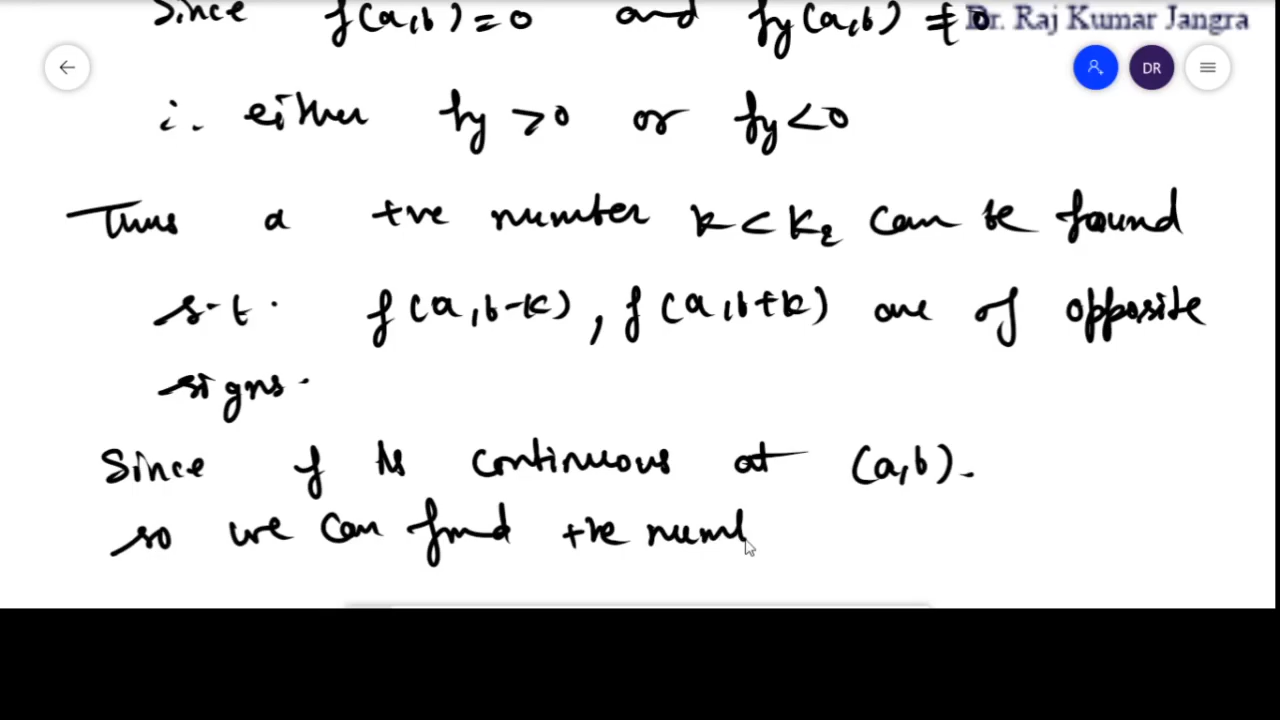 Since f(a,b)=0 and fy(a,b) ≠ 0
Dr. Raj Kumar Jangra
DR
∴ either fy >0 or fy<0
Thus a +ve number k<k2 can be found
s.t. f(a,b-k), f(a,b+k) are of opposite
signs.
Since f is continuous at (a,b).
so we can find +ve numb